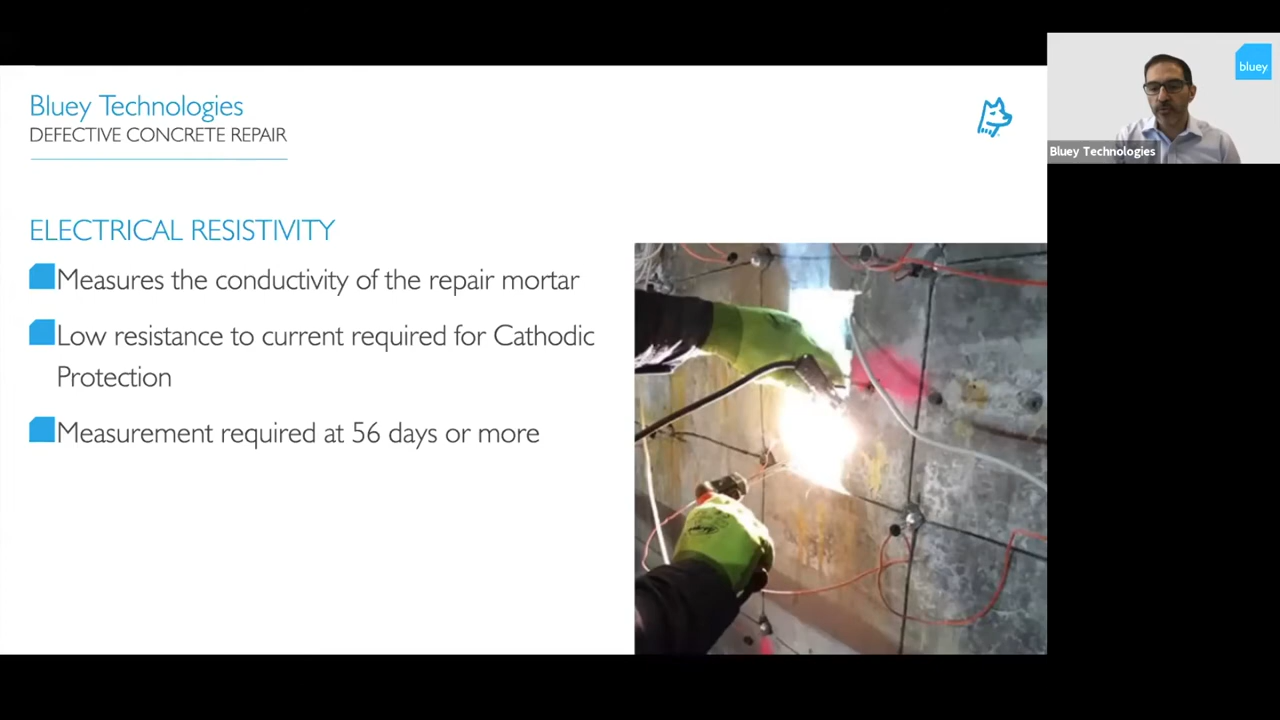 Bluey Technologies
DEFECTIVE CONCRETE REPAIR
ELECTRICAL RESISTIVITY
Measures the conductivity of the repair mortar
Low resistance to current required for Cathodic
Protection
Measurement required at 56 days or more
bluey
Bluey Technologies